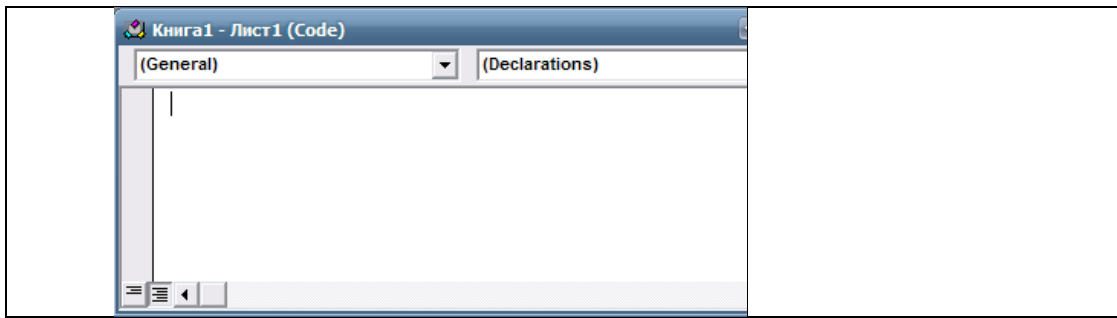 Книга1 - Лист1 (Code)
(General) (Declarations)